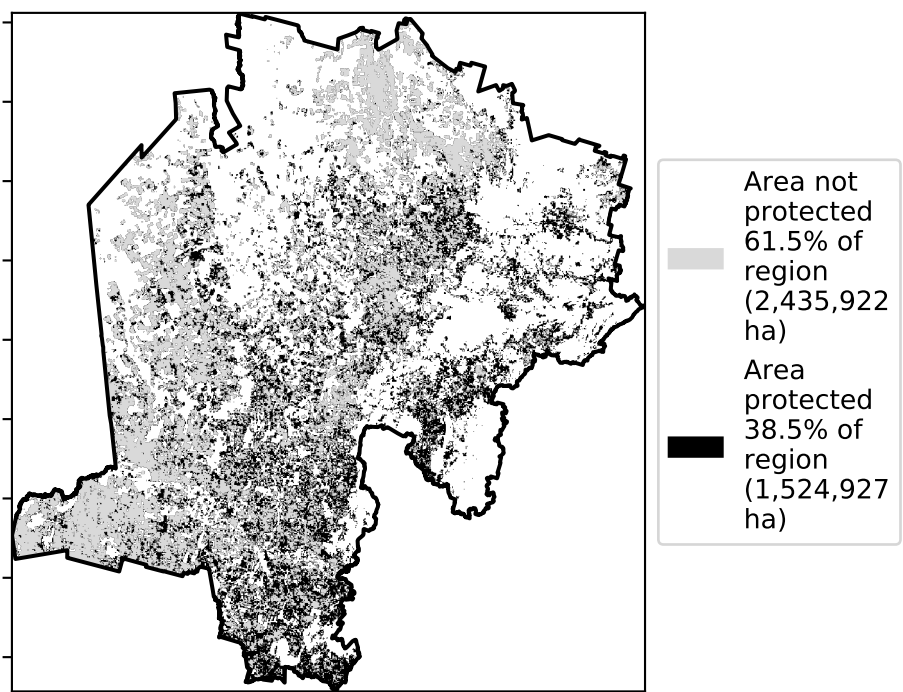 Area not
protected
61.5% of
region
(2,435,922
ha)
Area
protected
38.5% of
region
(1,524,927
ha)